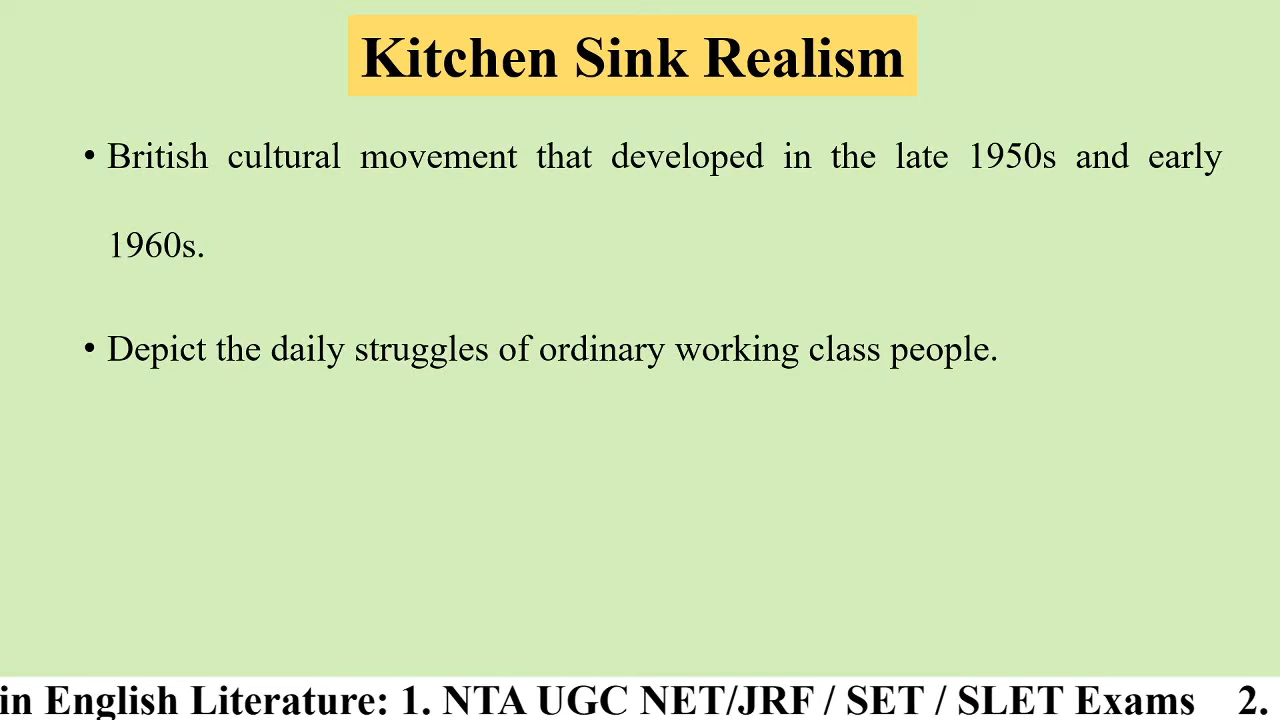 Kitchen Sink Realism
• British cultural movement that developed in the late 1950s and early
1960s.
• Depict the daily struggles of ordinary working class people.
in English Literature: 1. NTA UGC NET/JRF / SET / SLET Exams 2.